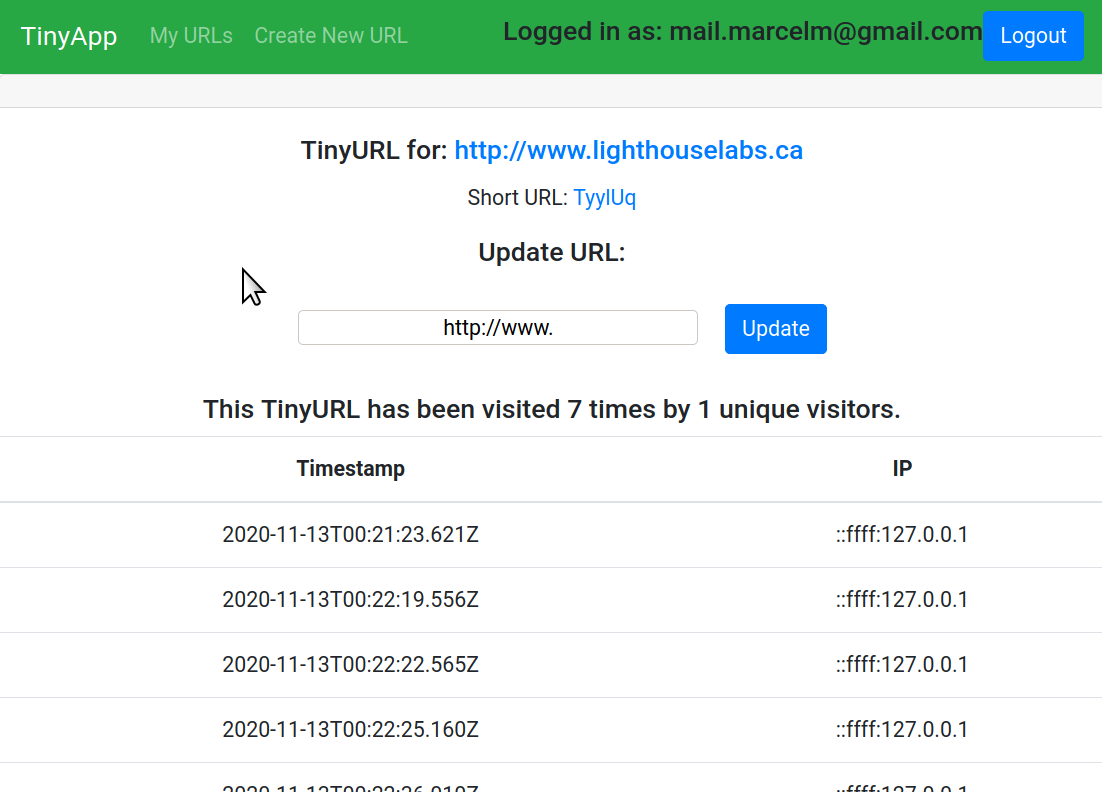 TinyApp My URLs Create New URL Logged in as: mail.marcelm@gmail.com Logout
TinyURL for: http://www.lighthouselabs.ca
Short URL: TyylUq
Update URL:
http://www. Update
This TinyURL has been visited 7 times by 1 unique visitors.
Timestamp IP
2020-11-13T00:21:23.621Z ::ffff:127.0.0.1
2020-11-13T00:22:19.556Z ::ffff:127.0.0.1
2020-11-13T00:22:22.565Z ::ffff:127.0.0.1
2020-11-13T00:22:25.160Z ::ffff:127.0.0.1